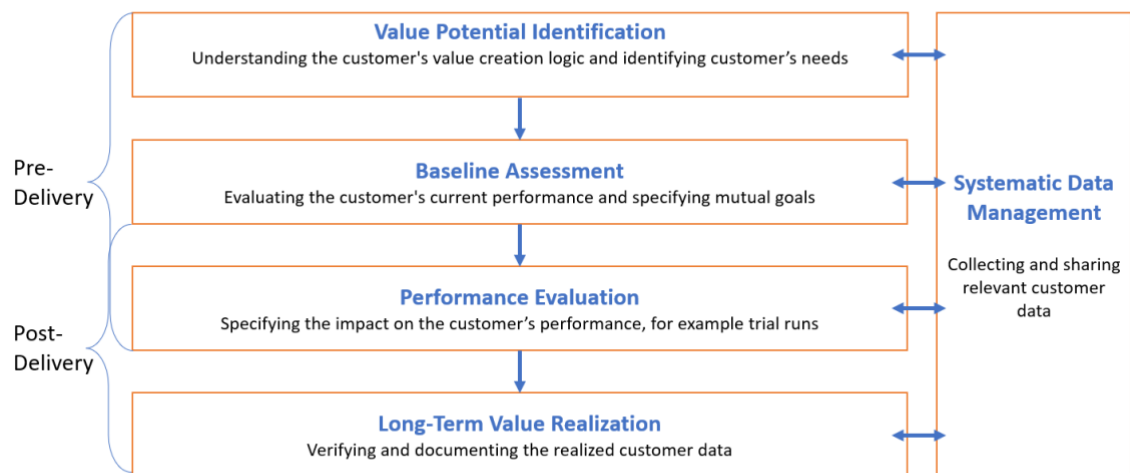 Value Potential Identification
Understanding the customer's value creation logic and identifying customer’s needs
Pre-
Delivery
Baseline Assessment
Evaluating the customer's current performance and specifying mutual goals
Systematic Data
Management
Collecting and sharing
relevant customer
data
Performance Evaluation
Specifying the impact on the customer’s performance, for example trial runs
Post-
Delivery
Long-Term Value Realization
Verifying and documenting the realized customer data